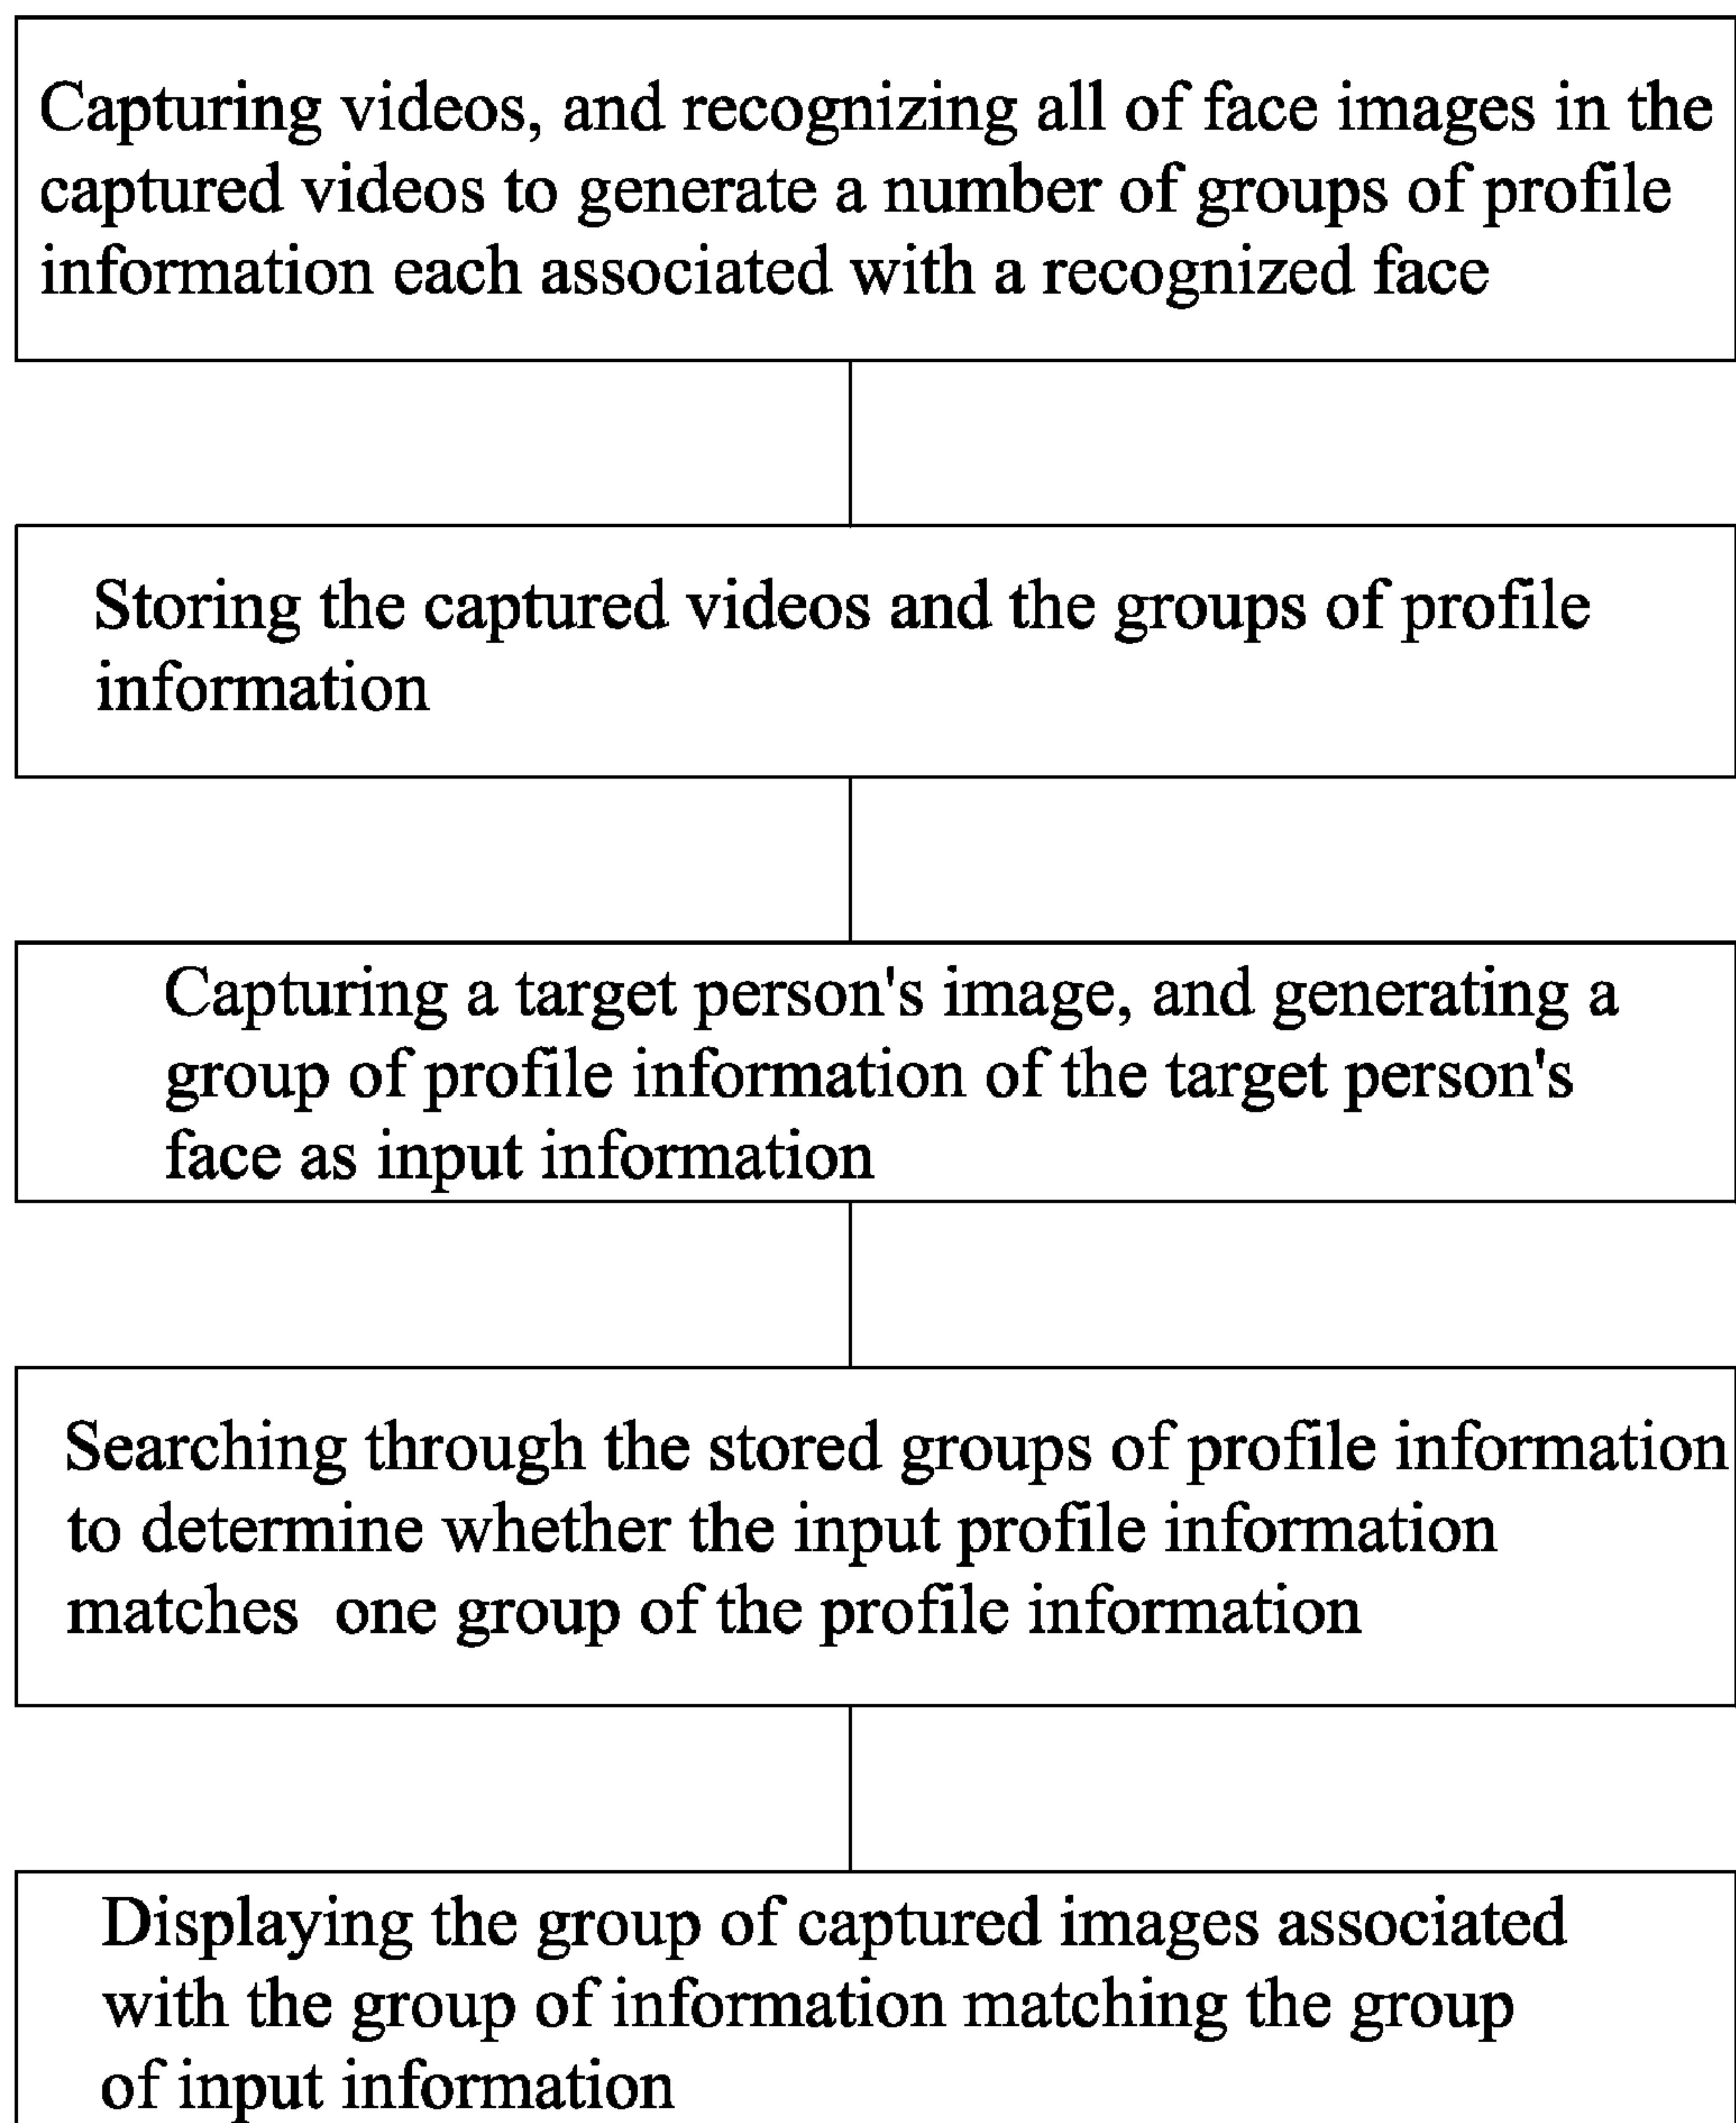 Capturing videos, and recognizing all of face images in the
captured videos to generate a number of groups of profile
information each associated with a recognized face
Storing the captured videos and the groups of profile
information
Capturing a target person's image, and generating a
group of profile information of the target person's
face as input information
Searching through the stored groups of profile information
to determine whether the input profile information
matches  one group of the profile information
Displaying the group of captured images associated
with the group of information matching the group
of input information